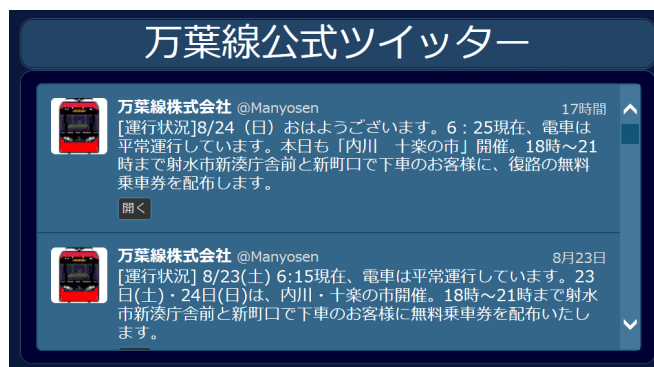 万葉線公式ツイッター
万葉線株式会社 @Manyosen 17時間
[運行状況]8/24（日）おはようございます。6：25現在、電車は
平常運行しています。本日も「内川　十楽の市」開催。18時～21
時まで射水市新湊庁舎前と新町口で下車のお客様に、復路の無料
乗車券を配布します。
開く
万葉線株式会社 @Manyosen 8月23日
[運行状況] 8/23(土) 6:15現在、電車は平常運行しています。23
日(土)・24日(日)は、内川・十楽の市開催。18時～21時まで射水
市新湊庁舎前と新町口で下車のお客様に無料乗車券を配布いたし
ます。